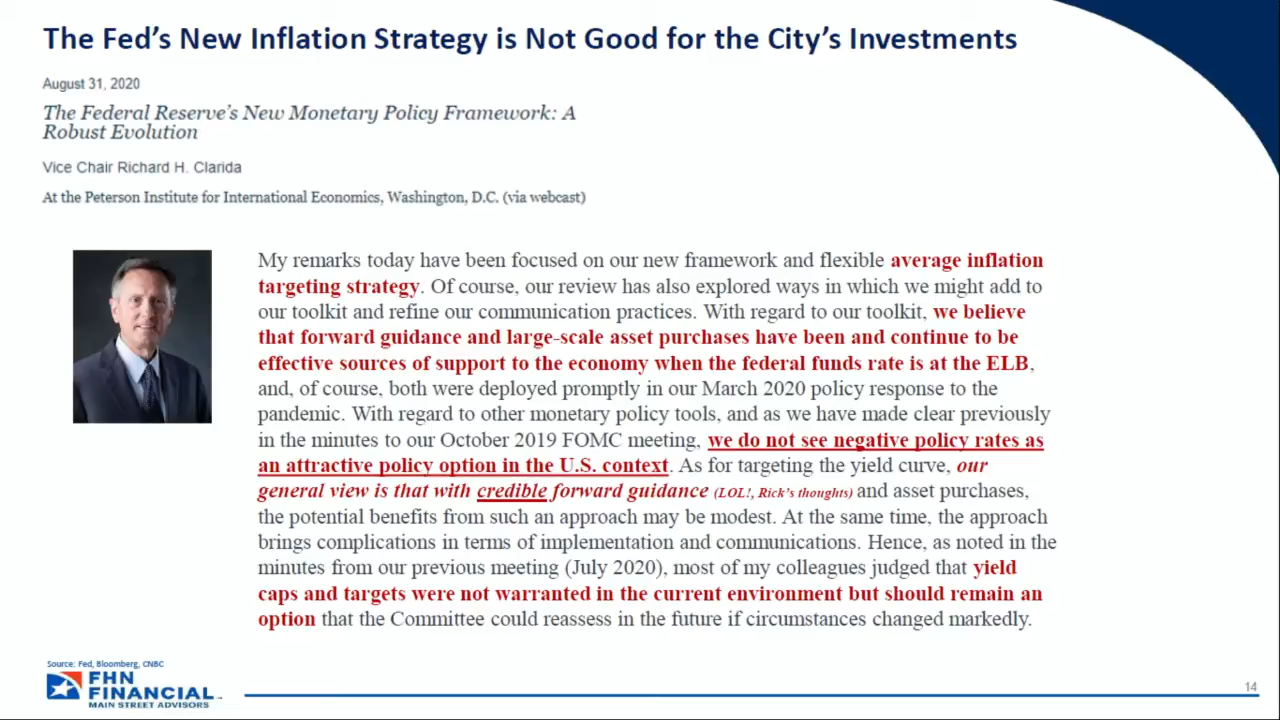 The Fed's New Inflation Strategy is Not Good for the City's Investments
August 31, 2020
The Federal Reserve's New Monetary Policy Framework: A
Robust Evolution
Vice Chair Richard H. Clarida
At the Peterson Institute for International Economics, Washington, D.C. (via webcast)
My remarks today have been focused on our new framework and flexible average inflation
targeting strategy. Of course, our review has also explored ways in which we might add to
our toolkit and refine our communication practices. With regard to our toolkit, we believe
that forward guidance and large-scale asset purchases have been and continue to be
effective sources of support to the economy when the federal funds rate is at the ELB,
and, of course, both were deployed promptly in our March 2020 policy response to the
pandemic. With regard to other monetary policy tools, and as we have made clear previously
in the minutes to our October 2019 FOMC meeting, we do not see negative policy rates as
an attractive policy option in the U.S. context. As for targeting the yield curve, our
general view is that with credible forward guidance (LOL!, Rick's thoughts) and asset purchases,
the potential benefits from such an approach may be modest. At the same time, the approach
brings complications in terms of implementation and communications. Hence, as noted in the
minutes from our previous meeting (July 2020), most of my colleagues judged that yield
caps and targets were not warranted in the current environment but should remain an
option that the Committee could reassess in the future if circumstances changed markedly.
Source: Fed, Bloomberg, CNBC
FHN
FINANCIAL
MAIN STREET ADVISORS
14